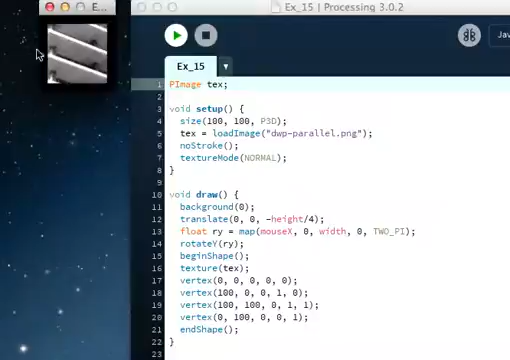 E...
Ex_15 | Processing 3.0.2
Ex_15
1 PImage tex;
2
3 void setup() {
4 size(100, 100, P3D);
5 tex = loadImage("dwp-parallel.png");
6 noStroke();
7 textureMode(NORMAL);
8 }
9
10 void draw() {
11 background(0);
12 translate(0, 0, -height/4);
13 float ry = map(mouseX, 0, width, 0, TWO_PI);
14 rotateY(ry);
15 beginShape();
16 texture(tex);
17 vertex(0, 0, 0, 0, 0);
18 vertex(100, 0, 0, 1, 0);
19 vertex(100, 100, 0, 1, 1);
20 vertex(0, 100, 0, 0, 1);
21 endShape();
22 }
23